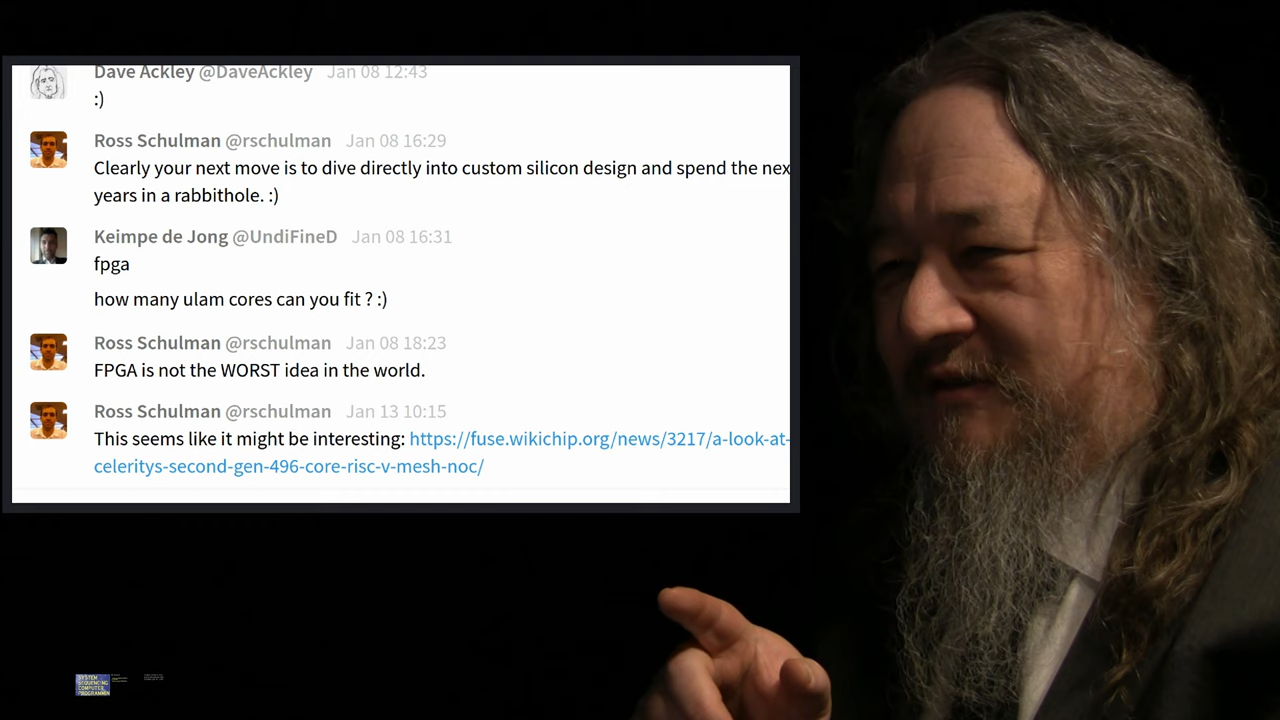 Dave Ackley @DaveAckley Jan 08 12:43
:)
Ross Schulman @rschulman Jan 08 16:29
Clearly your next move is to dive directly into custom silicon design and spend the nex
years in a rabbithole. :)
Keimpe de Jong @UndiFineD Jan 08 16:31
fpga
how many ulam cores can you fit ? :)
Ross Schulman @rschulman Jan 08 18:23
FPGA is not the WORST idea in the world.
Ross Schulman @rschulman Jan 13 10:15
This seems like it might be interesting: https://fuse.wikichip.org/news/3217/a-look-at-
celeritys-second-gen-496-core-risc-v-mesh-noc/
SYSTEM
SEQUENCING
COMPUTER
PROGRAMMIN